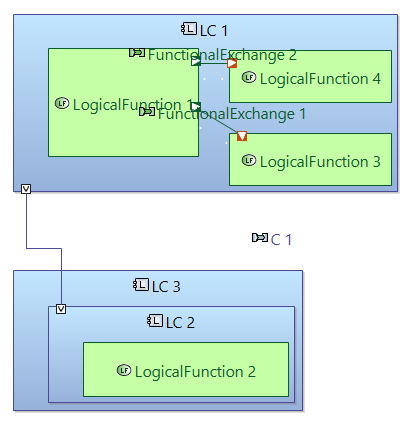 LC 1
FunctionalExchange 2
LogicalFunction 4
LogicalFunction 1
FunctionalExchange 1
LogicalFunction 3
C 1
LC 3
LC 2
LogicalFunction 2